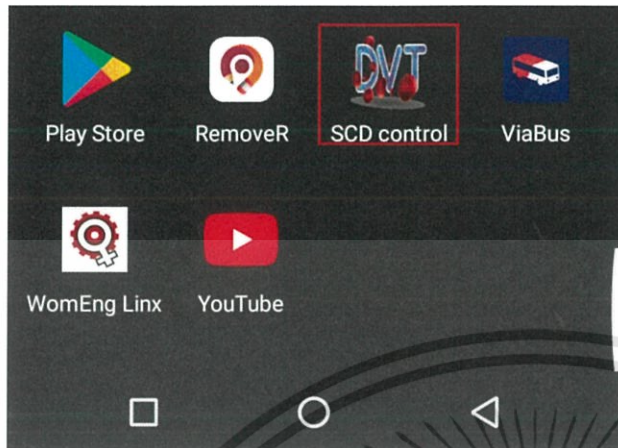 DVT
Play Store
RemoveR
SCD control
ViaBus
WomEng Linx
YouTube